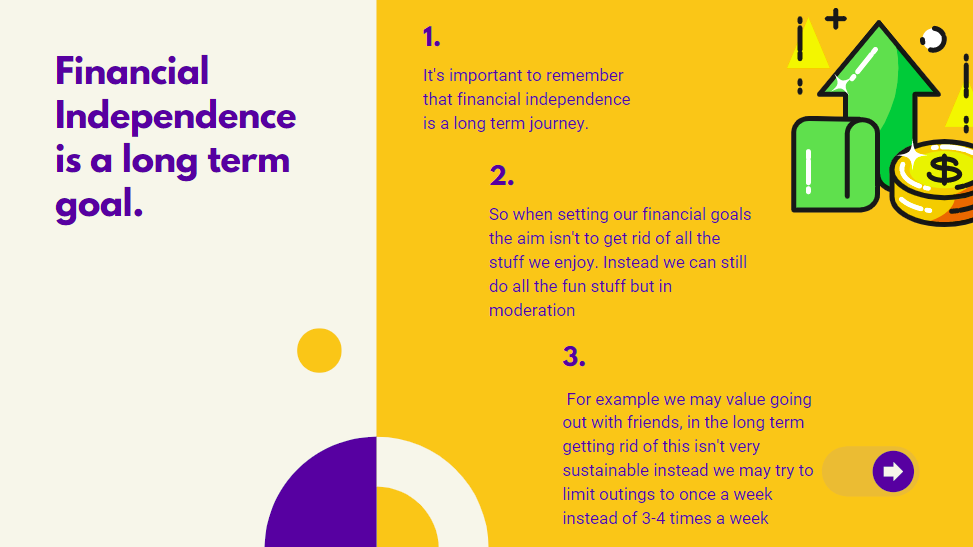 Financial
Independence
is a long term
goal.
1.
It's important to remember
that financial independence
is a long term journey.
2.
So when setting our financial goals
the aim isn't to get rid of all the
stuff we enjoy. Instead we can still
do all the fun stuff but in
moderation
3.
For example we may value going
out with friends, in the long term
getting rid of this isn't very
sustainable instead we may try to
limit outings to once a week
instead of 3-4 times a week
$